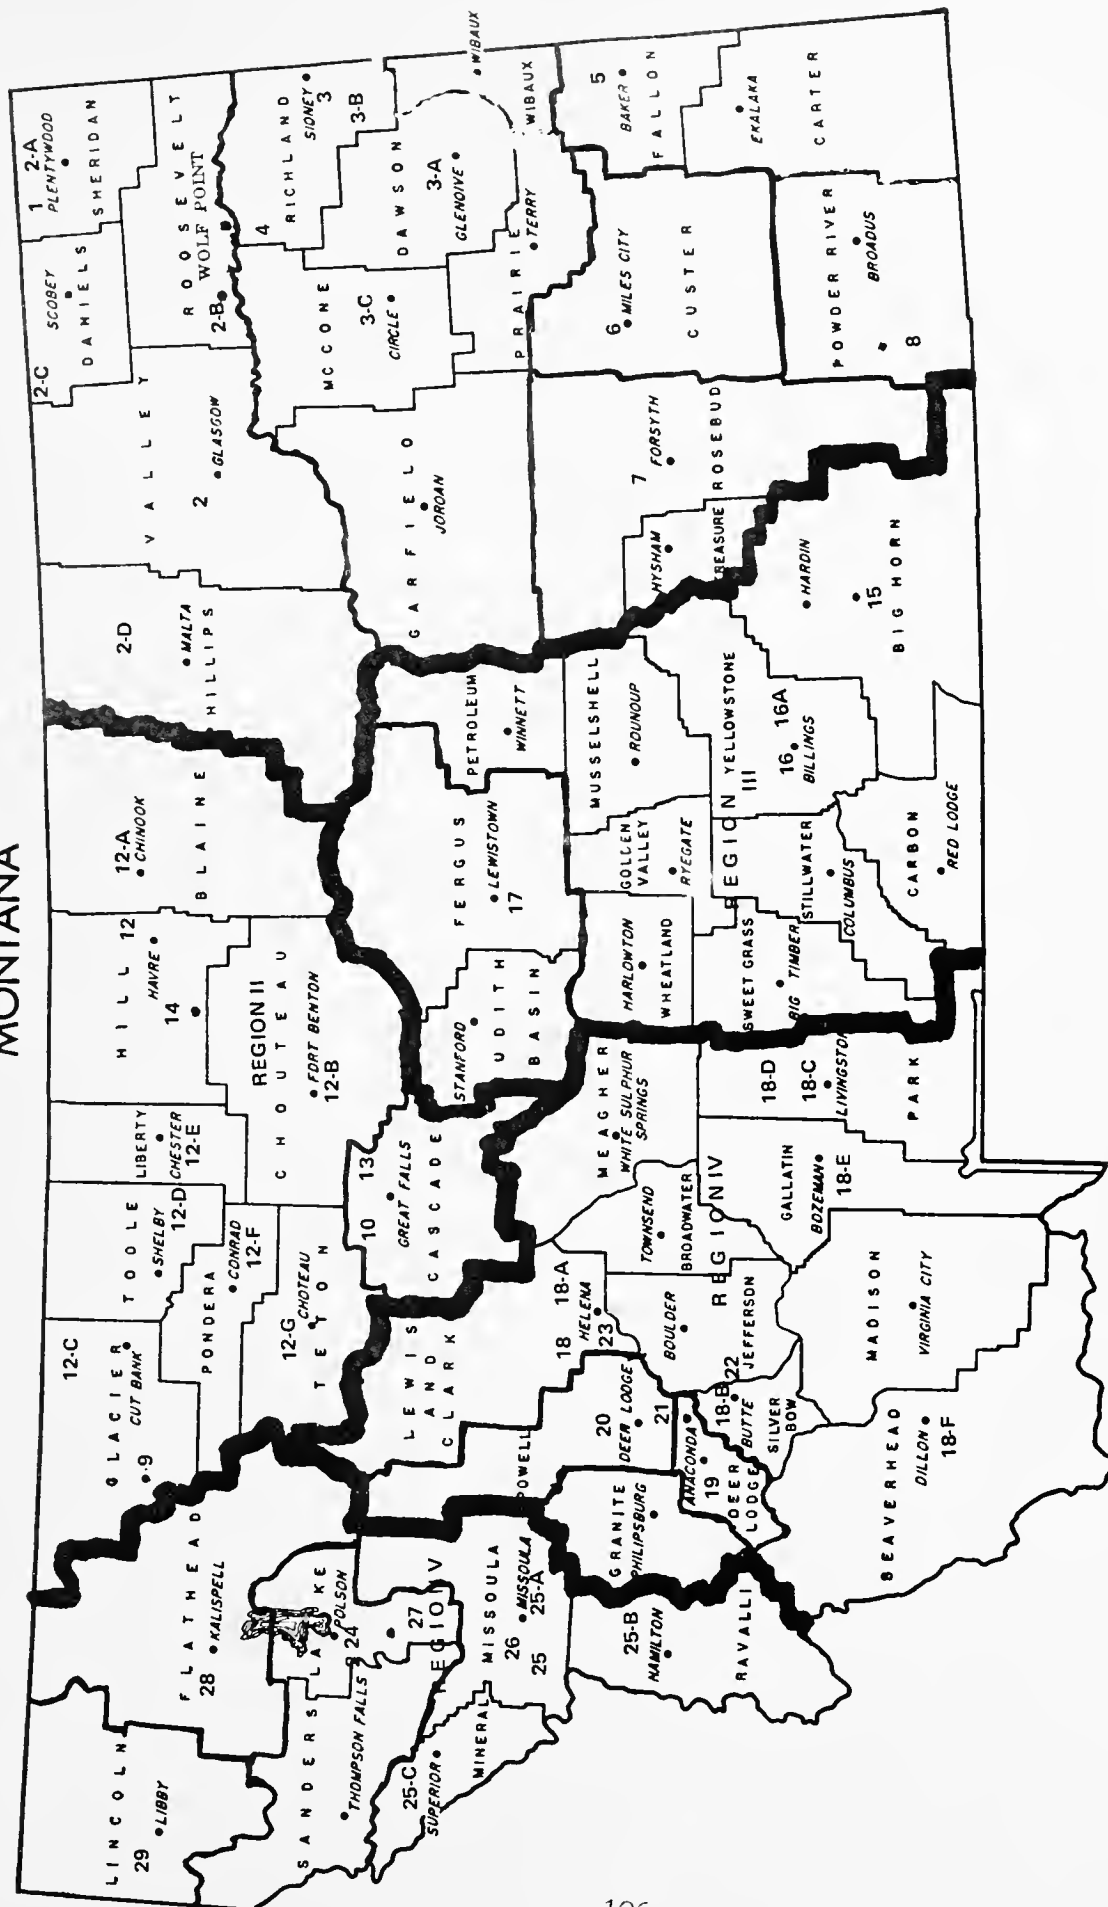 MONTANA
LINCOLN
29
LIBBY
FLATHEAD
28
KALISPELL
GLACIER
12-C
CUT BANK
9
TOOLE
SHELBY
12-D
LIBERTY
CHESTER
12-E
HILL 12
HAVRE
14
12-A
CHINOOK
BLAINE
2-D
MALTA
HILLIPS
VALLEY
2
GLASGOW
2-C
SCOBEY
DANIELS
1
2-A
PLENTYWOOD
SHERIDAN
ROOSEVELT
WOLF POINT
2-B
PONDERA
CONRAD
12-F
12-G
CHOTEAU
TETON
REGION II
CHOUTEAU
FORT BENTON
12-B
SANDERS
THOMPSON FALLS
LAKE
POLSON
24
27
REGION V
LEWIS
AND
CLARK
10
13
GREAT FALLS
CASCADE
STANFORD
UDITH
BASIN
FERGUS
LEWISTOWN
17
PETROLEUM
WINNETT
GARFIELO
JORDAN
MCCONE
3-C
CIRCLE
4
RICHLAND
SIDNEY
3
3-B
DAWSON
3-A
GLENDIVE
WIBAUX
WIBAUX
PRAIRIE
TERRY
25-C
SUPERIOR
MINERAL
MISSOULA
26
MISSOULA
25-A
25
POWELL
20
DEER LODGE
21
18
18-A
HELENA
23
MEAGHER
WHITE SULPHUR
SPRINGS
HARLOWTON
WHEATLAND
GOLLEN
VALLEY
RYEGATE
MUSSELSHELL
ROUNDUP
HYSHAM
REASURE
7
FORSYTH
ROSEBUD
6
MILES CITY
CUSTER
5
BAKER
FALLON
25-B
HAMILTON
RAVALLI
GRANITE
PHILIPSBURG
ANACONDA
19
DEER
LODGE
18-B
22
BUTTE
SILVER
BOW
BOULDER
JEFFERSON
TOWNSEND
BROADWATER
REGION IV
GALLATIN
BOZEMAN
18-E
18-D
18-C
LIVINGSTON
PARK
SWEET GRASS
BIG TIMBER
REGION
III
STILLWATER
COLUMBUS
YELLOWSTONE
16
16A
BILLINGS
CARBON
RED LODGE
HARDIN
15
BIG HORN
POWDER RIVER
BROADUS
8
EKALAKA
CARTER
BEAVERHEAD
DILLON
18-F
MADISON
VIRGINIA CITY